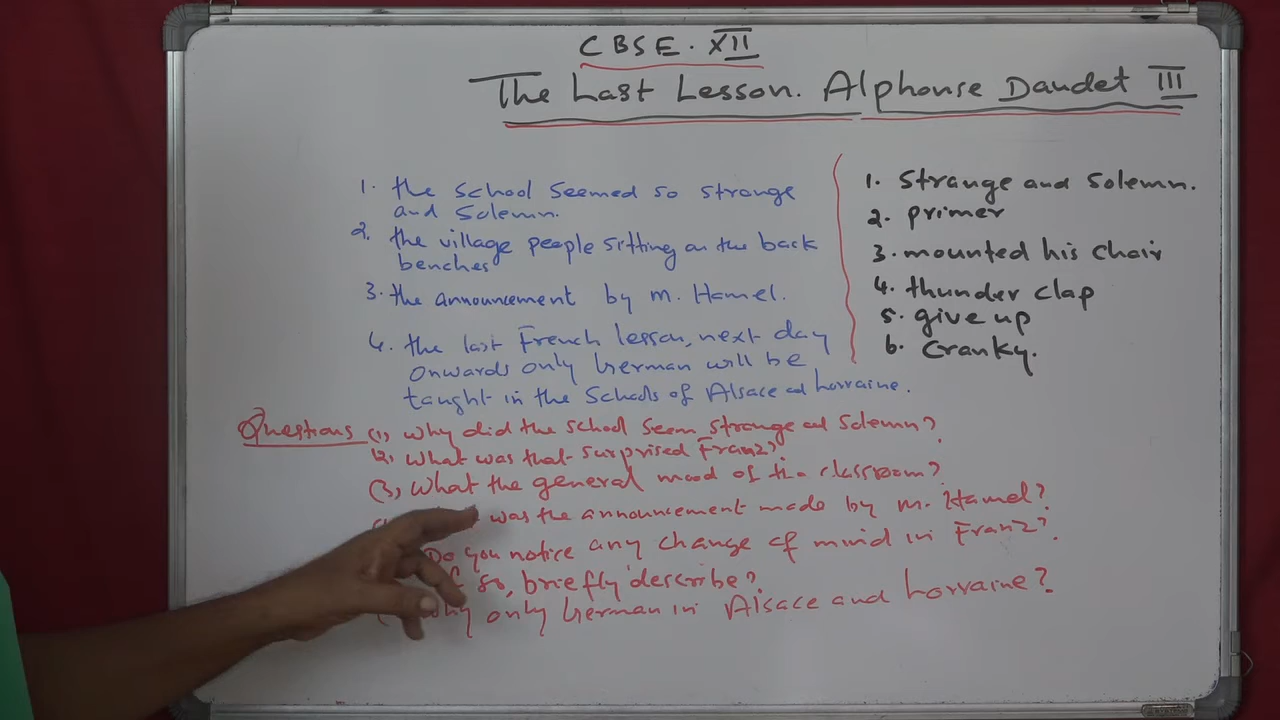 CBSE. XII
The Last Lesson. Alphonse Daudet III
1. the school seemed so strange
and Solemn.
2. the village people sitting on the back
benches
3. the announcement by M. Hamel.
4. the last French lesson, next day
onwards only German will be
taught in the Schools of Alsace and Lorraine.
1. Strange and Solemn.
2. primer
3. mounted his chair
4. thunder clap
5. give up
6. Cranky.
Questions (1) Why did the school seem strange and Solemn?
(2) What was that surprised Franz?
(3) What the general mood of the classroom?
was the announcement made by M. Hamel?
Do you notice any change of mind in Franz?
so, briefly describe?
Why only German in Alsace and Lorraine?